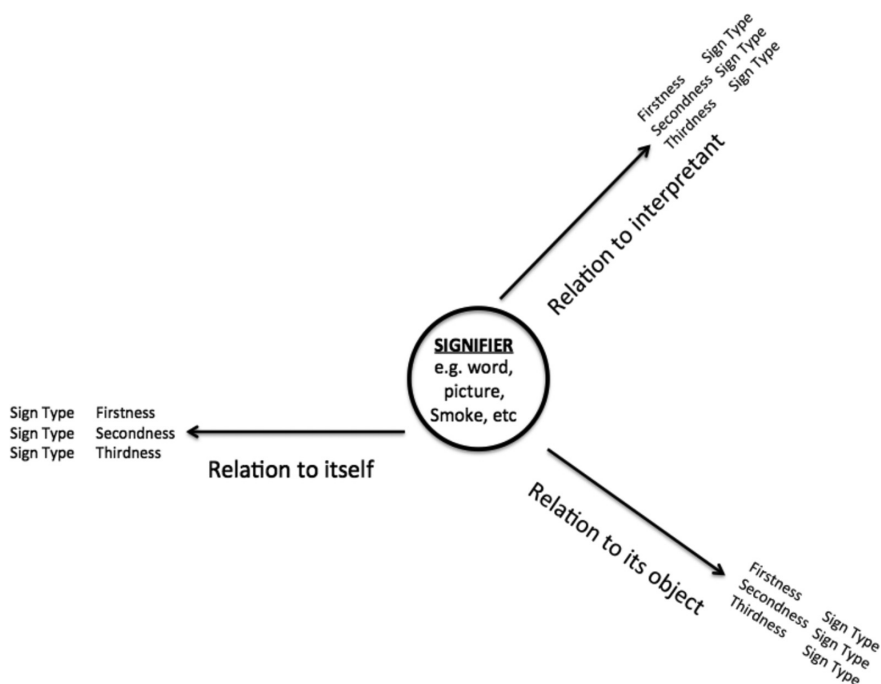 Firstness Sign Type
Secondness Sign Type
Thirdness Sign Type
Relation to interpretant
SIGNIFIER
e.g. word,
picture,
Smoke, etc
Sign Type Firstness
Sign Type Secondness
Sign Type Thirdness
Relation to itself
Relation to its object
Firstness Sign Type
Secondness Sign Type
Thirdness Sign Type